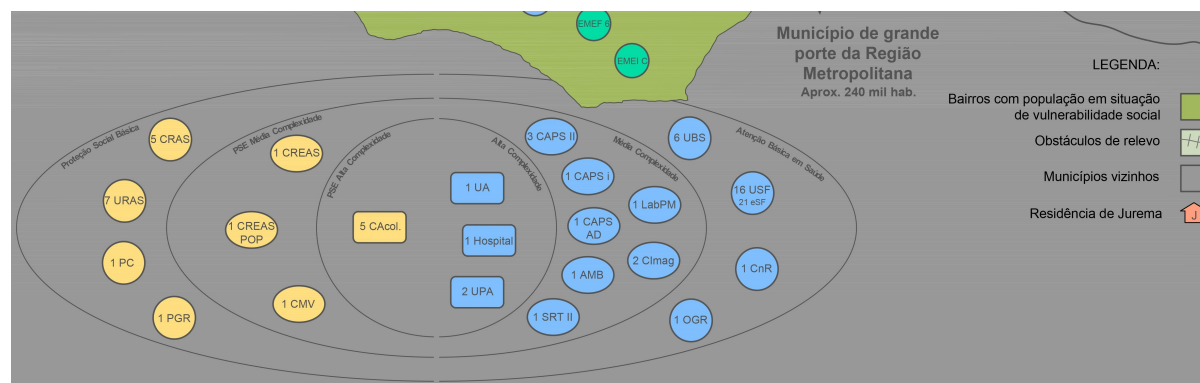 EMEF 6
EMEI C
Município de grande
porte da Região
Metropolitana
Aprox. 240 mil hab.
LEGENDA:
Bairros com população em situação
de vulnerabilidade social
Obstáculos de relevo
Municípios vizinhos
Residência de Jurema
J
Proteção Social Básica
PSE Média Complexidade
PSE Alta Complexidade
Alta Complexidade
Média Complexidade
Atenção Básica em Saúde
5 CRAS
7 URAS
1 PC
1 PGR
1 CREAS
1 CREAS
POP
1 CMV
5 CAcol.
1 UA
1 Hospital
2 UPA
3 CAPS II
1 CAPS i
1 CAPS
AD
1 AMB
1 SRT II
1 LabPM
2 CImag
6 UBS
16 USF
21 eSF
1 CnR
1 OGR